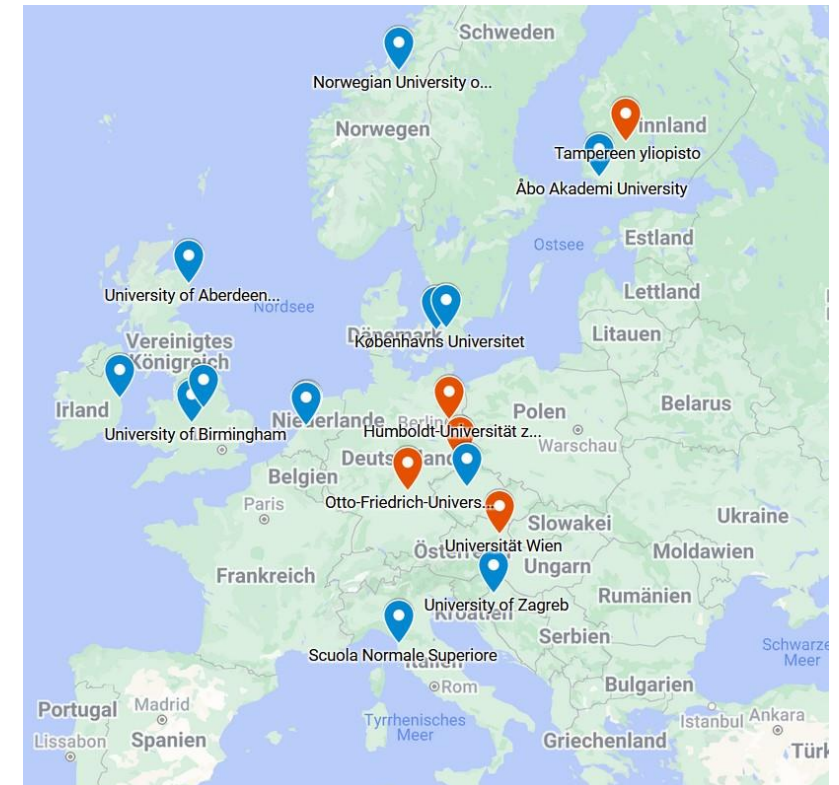 Schweden
Norwegian University o...
Norwegen
innland
Tampereen yliopisto
Åbo Akademi University
Ostsee
Estland
University of Aberdeen...
Nordsee
Lettland
Dänemark
Københavns Universitet
Litauen
Vereinigtes
Königreich
Irland
Niederlande
Berlin
Humboldt-Universität z...
Polen
Belarus
University of Birmingham
Warschau
Deutschland
Belgien
Otto-Friedrich-Univers...
Paris
Slowakei
Ukraine
Universität Wien
Österreich
Ungarn
Moldawien
Frankreich
University of Zagreb
Rumänien
Kroatien
Serbien
Schwarze
Meer
Scuola Normale Superiore
Italien
Rom
Bulgarien
Portugal
Madrid
Tyrrhenisches
Meer
Istanbul
Ankara
Lissabon
Spanien
Griechenland
Türk